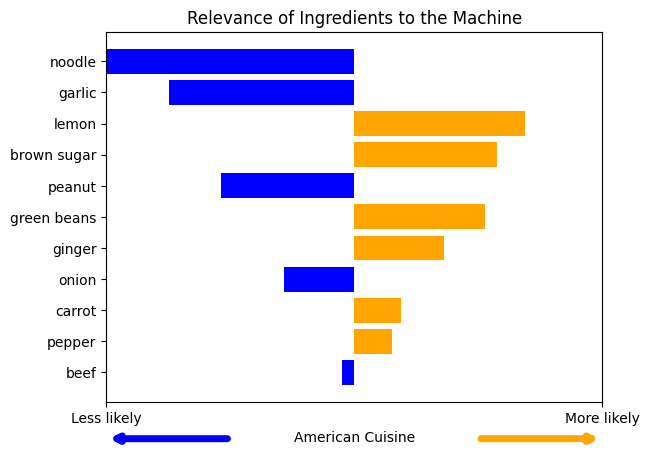 Relevance of Ingredients to the Machine
noodle
garlic
lemon
brown sugar
peanut
green beans
ginger
onion
carrot
pepper
beef
Less likely
More likely
American Cuisine